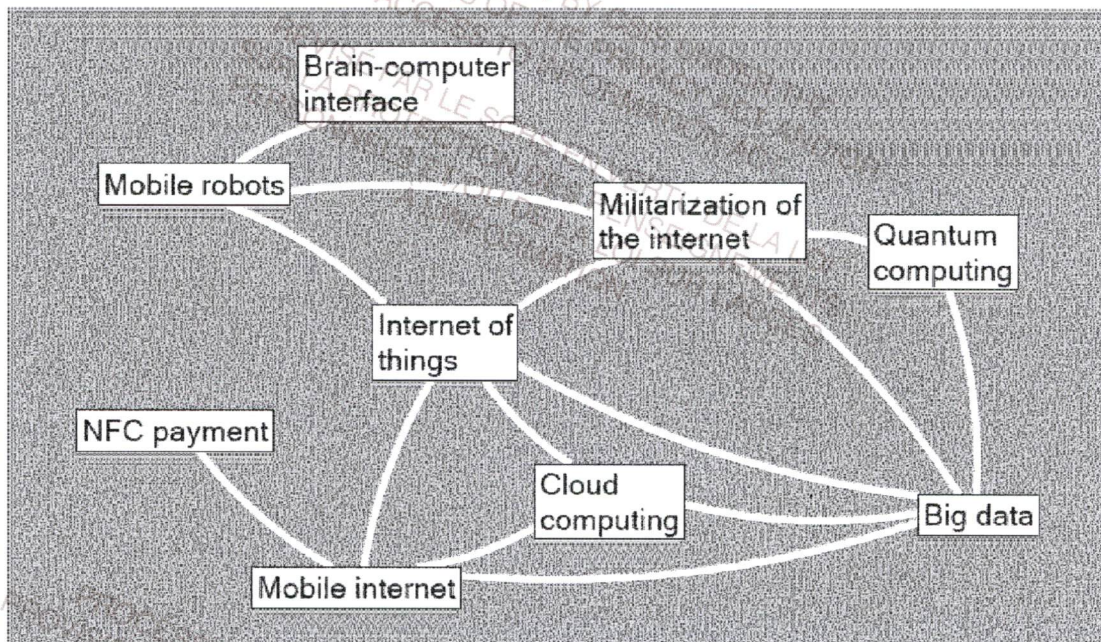 Brain-computer
interface
Mobile robots
Militarization of
the internet
Quantum
computing
Internet of
things
NFC payment
Cloud
computing
Big data
Mobile internet